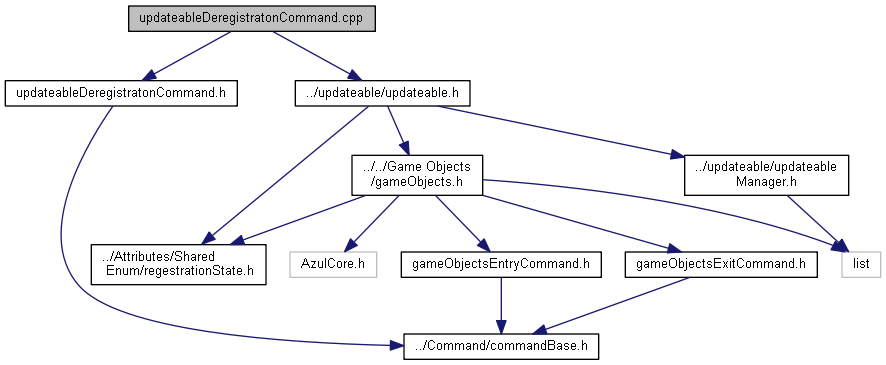 updateableDeregistratonCommand.cpp
updateableDeregistratonCommand.h
../updateable/updateable.h
../../Game Objects
/gameObjects.h
../updateable/updateable
Manager.h
../Attributes/Shared
Enum/regestrationState.h
AzulCore.h
gameObjectsEntryCommand.h
gameObjectsExitCommand.h
list
../Command/commandBase.h